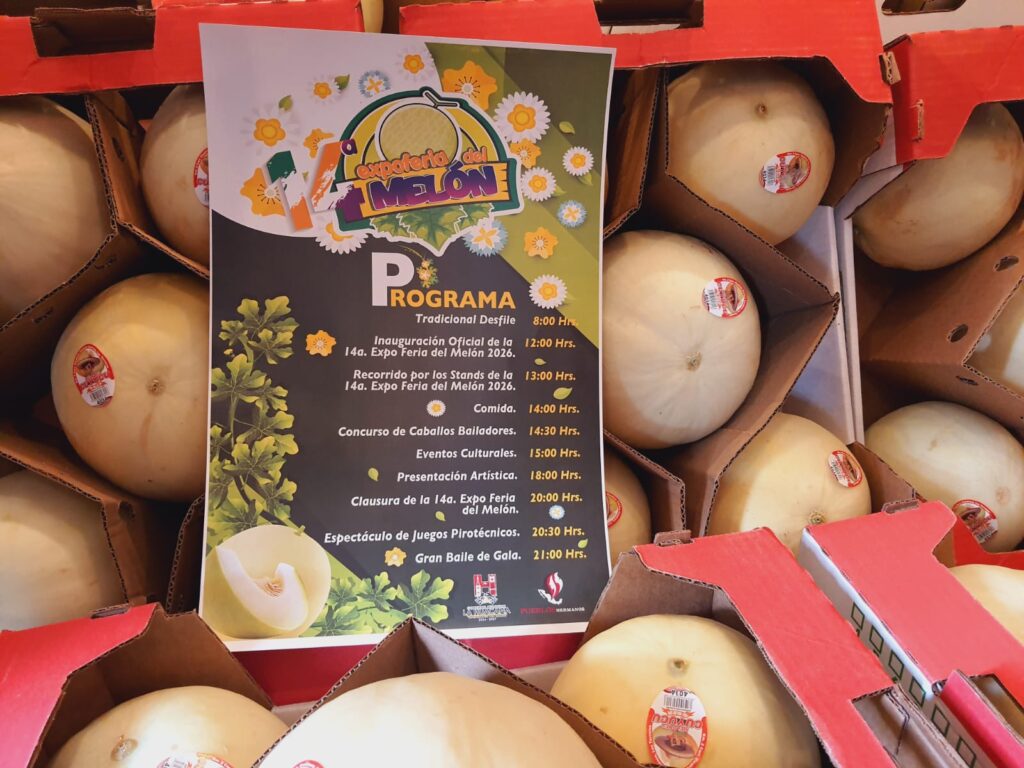 14ª
expoferia del
MELÓN
PROGRAMA
Tradicional Desfile 8:00 Hrs.
Inauguración Oficial de la 12:00 Hrs.
14a. Expo Feria del Melón 2026.
Recorrido por los Stands de la 13:00 Hrs.
14a. Expo Feria del Melón 2026.
Comida. 14:00 Hrs.
Concurso de Caballos Bailadores. 14:30 Hrs.
Eventos Culturales. 15:00 Hrs.
Presentación Artística. 18:00 Hrs.
Clausura de la 14a. Expo Feria 20:00 Hrs.
del Melón.
Espectáculo de Juegos Pirotécnicos. 20:30 Hrs.
Gran Baile de Gala. 21:00 Hrs.
LA HUACANA
PUEBLOS HERMANOS
4034